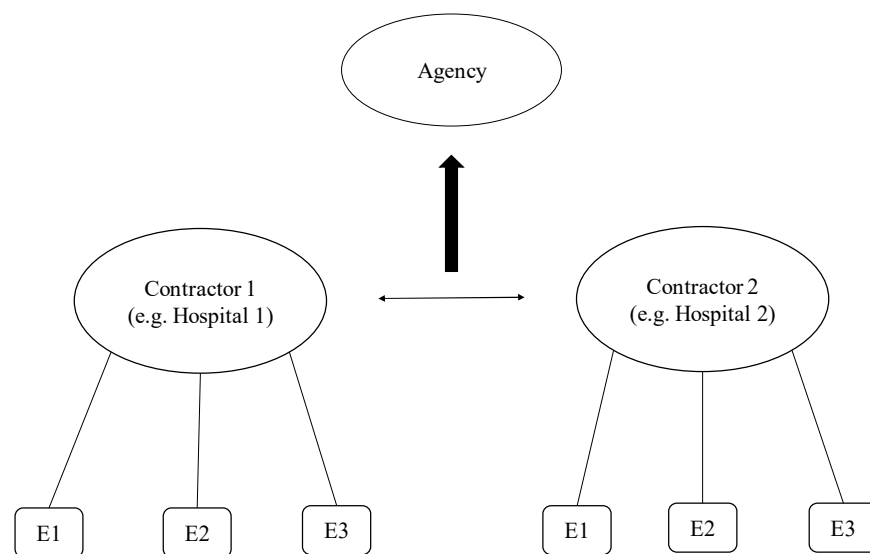 Agency
Contractor 1
(e.g. Hospital 1)
Contractor 2
(e.g. Hospital 2)
E1
E2
E3
E1
E2
E3